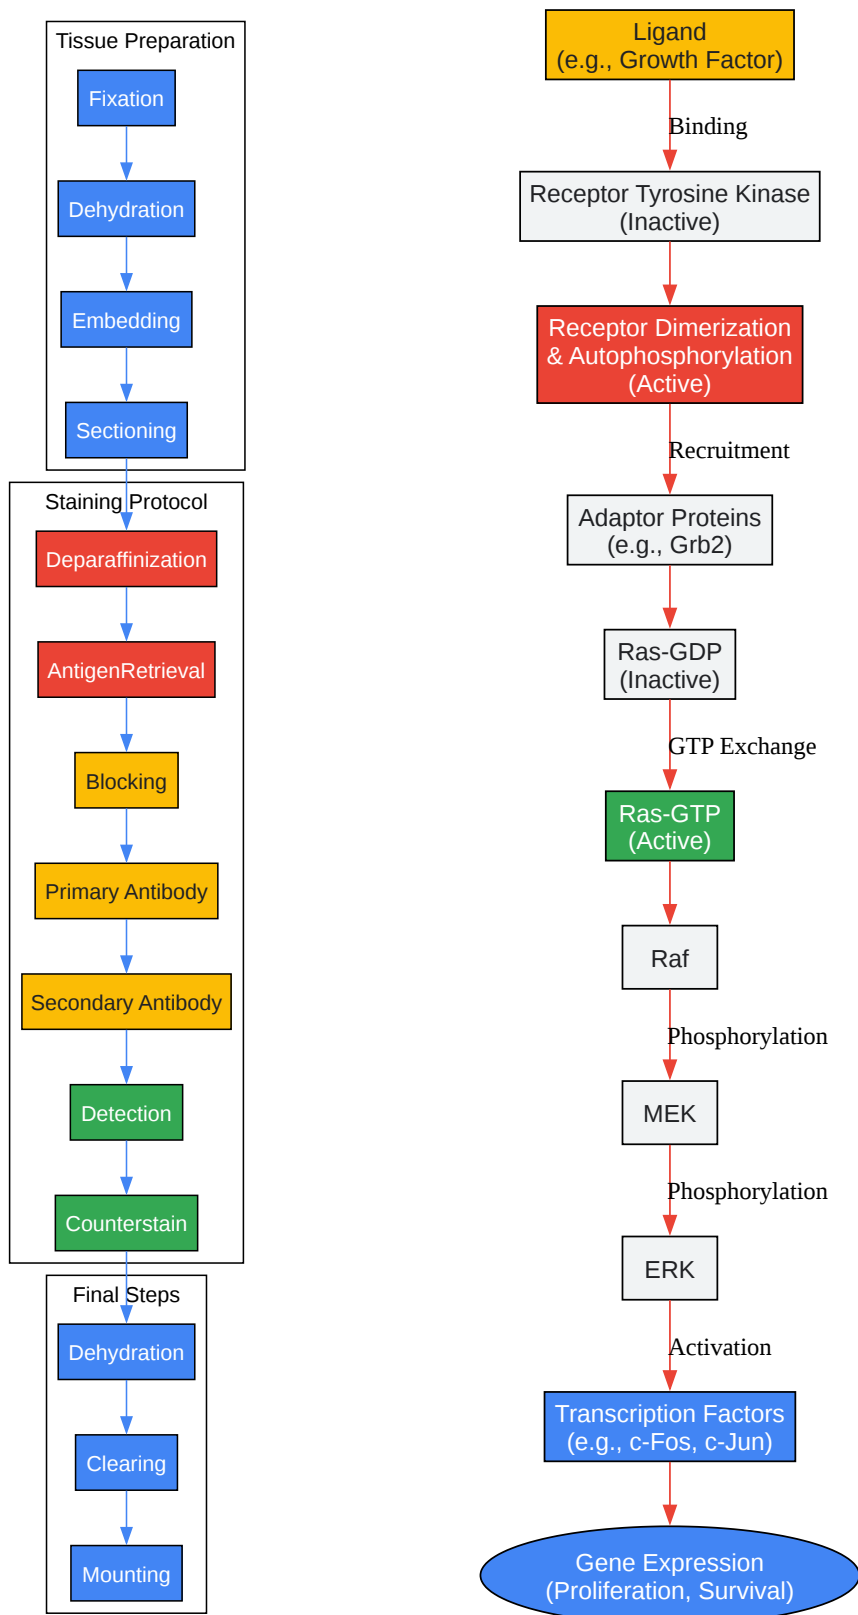 Tissue Preparation
Fixation
Dehydration
Embedding
Sectioning
Staining Protocol
Deparaffinization
AntigenRetrieval
Blocking
Primary Antibody
Secondary Antibody
Detection
Counterstain
Final Steps
Dehydration
Clearing
Mounting
Ligand
(e.g., Growth Factor)
Binding
Receptor Tyrosine Kinase
(Inactive)
Receptor Dimerization
& Autophosphorylation
(Active)
Recruitment
Adaptor Proteins
(e.g., Grb2)
Ras-GDP
(Inactive)
GTP Exchange
Ras-GTP
(Active)
Raf
Phosphorylation
MEK
Phosphorylation
ERK
Activation
Transcription Factors
(e.g., c-Fos, c-Jun)
Gene Expression
(Proliferation, Survival)